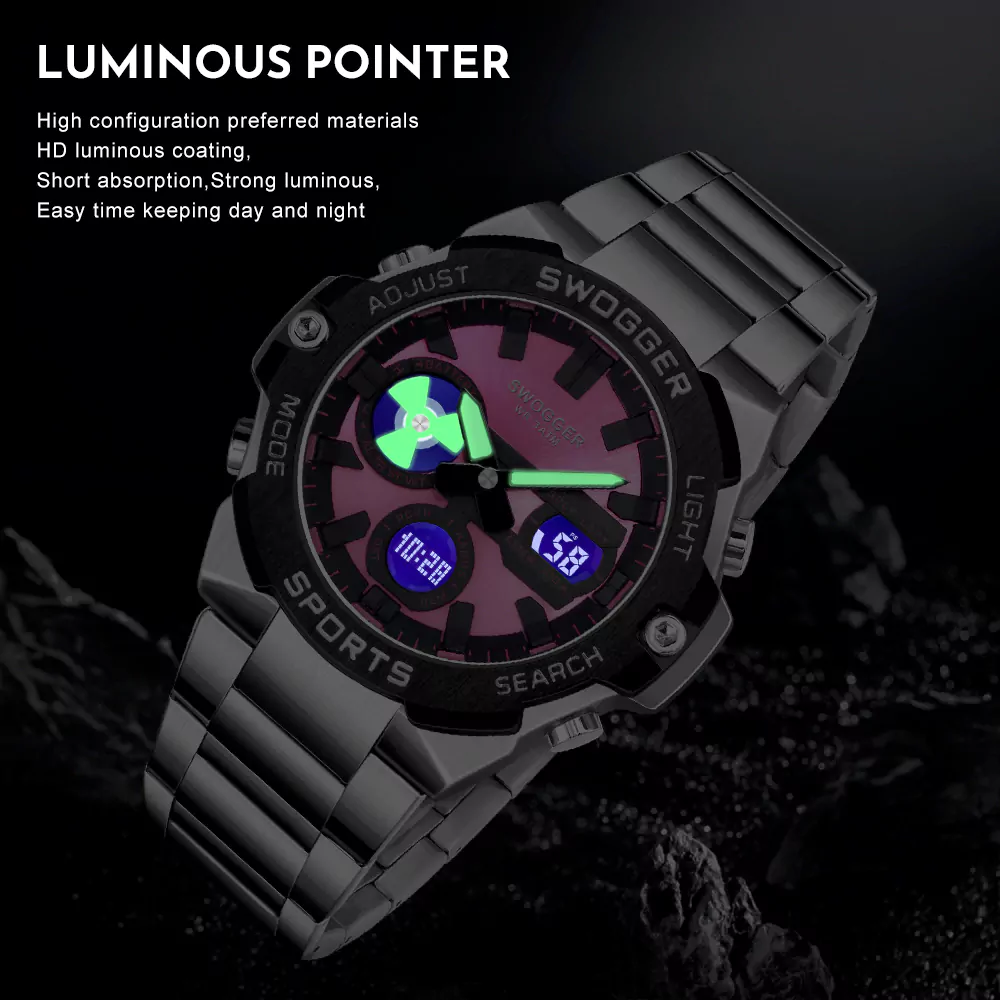 LUMINOUS POINTER
High configuration preferred materials
HD luminous coating,
Short absorption,Strong luminous,
Easy time keeping day and night
ADJUST
SWOGGER
MODE
LIGHT
SPORTS
SEARCH
SWOGGER
10:28
58